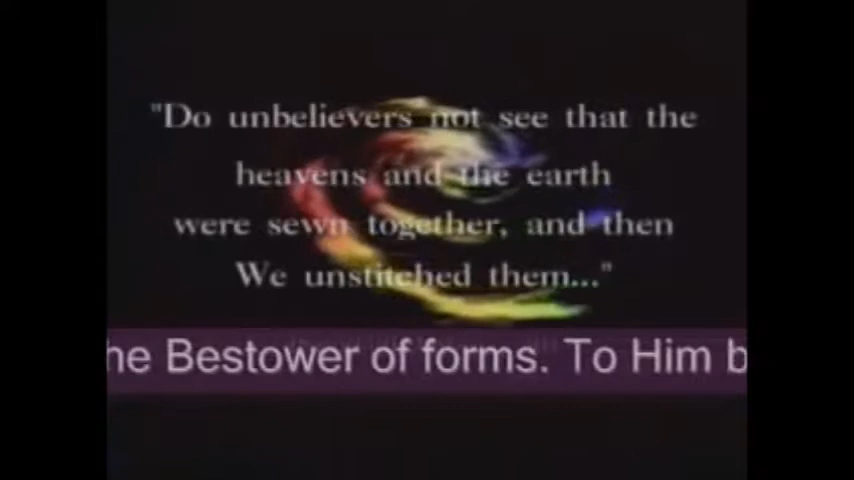 "Do unbelievers not see that the
heavens and the earth
were sewn together, and then
We unstitched them..."
he Bestower of forms. To Him b